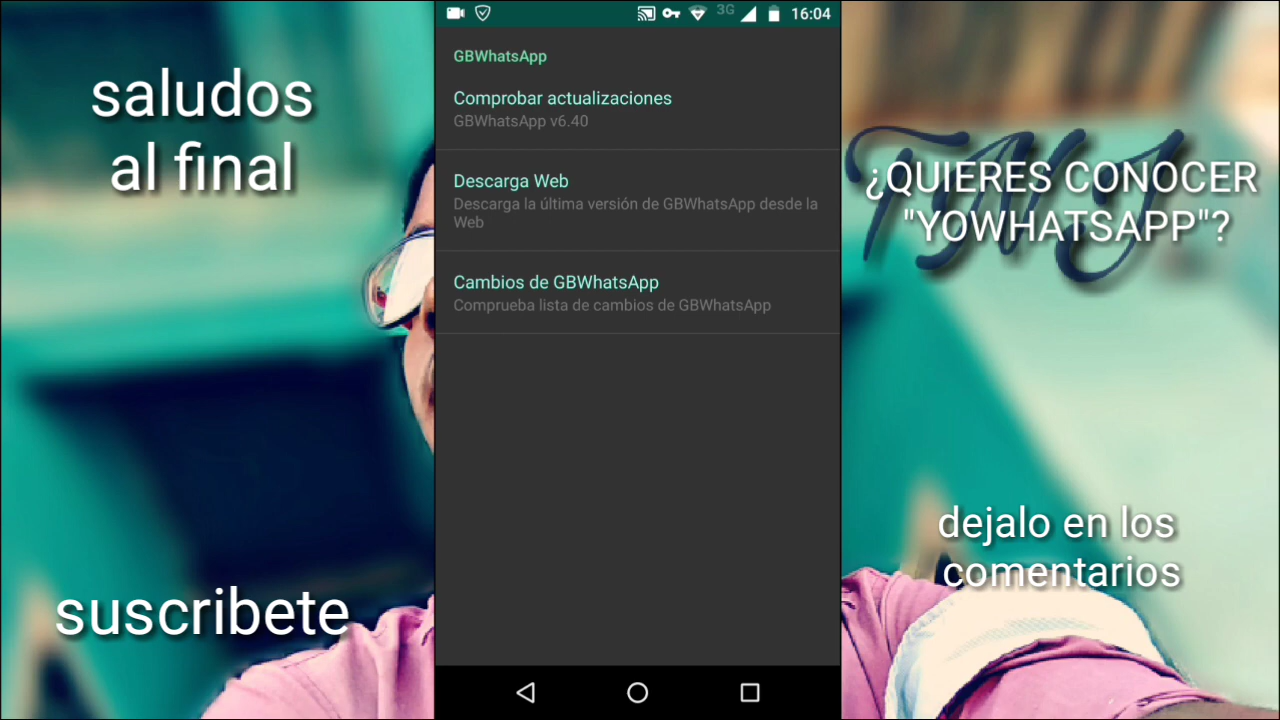 saludos
al final
suscribete
3G
16:04
GBWhatsApp
Comprobar actualizaciones
GBWhatsApp v6.40
Descarga Web
Descarga la última versión de GBWhatsApp desde la
Web
Cambios de GBWhatsApp
Comprueba lista de cambios de GBWhatsApp
TMJ
¿QUIERES CONOCER
"YOWHATSAPP"?
dejalo en los
comentarios